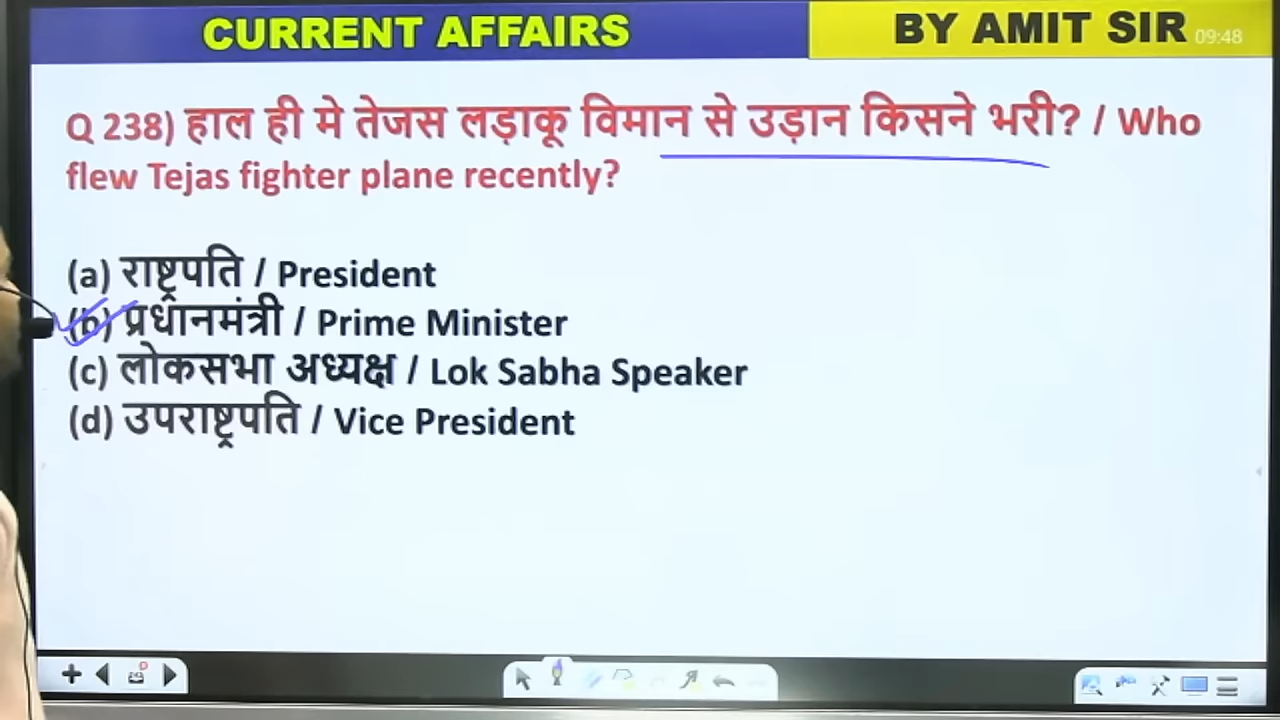 CURRENT AFFAIRS
BY AMIT SIR
09:48
Q 238) हाल ही मे तेजस लड़ाकू विमान से उड़ान किसने भरी? / Who
flew Tejas fighter plane recently?
(a) राष्ट्रपति / President
(b) प्रधानमंत्री / Prime Minister
(c) लोकसभा अध्यक्ष / Lok Sabha Speaker
(d) उपराष्ट्रपति / Vice President